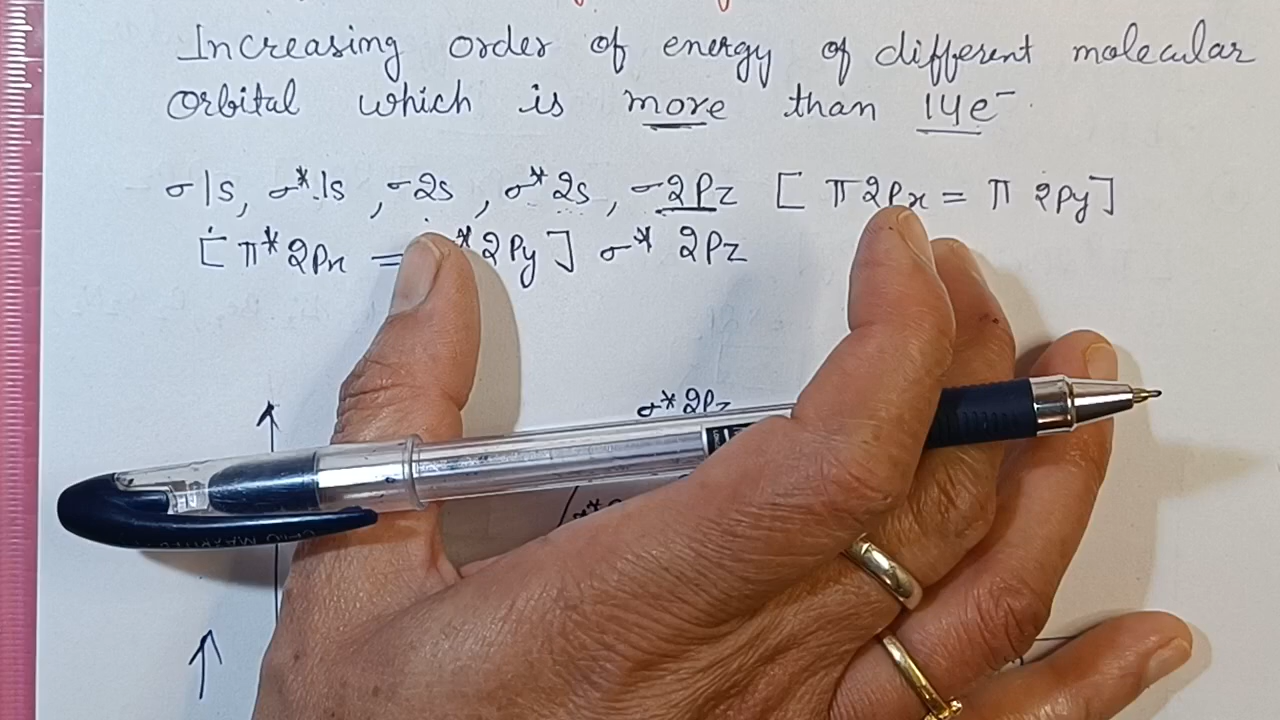 Increasing order of energy of different molecular
Orbital which is more than 14e⁻.
σ1s, σ*1s, σ2s, σ*2s, σ2Pz [π2Px = π2Py]
[π*2Px = *2Py] σ*2Pz
σ*2Pz